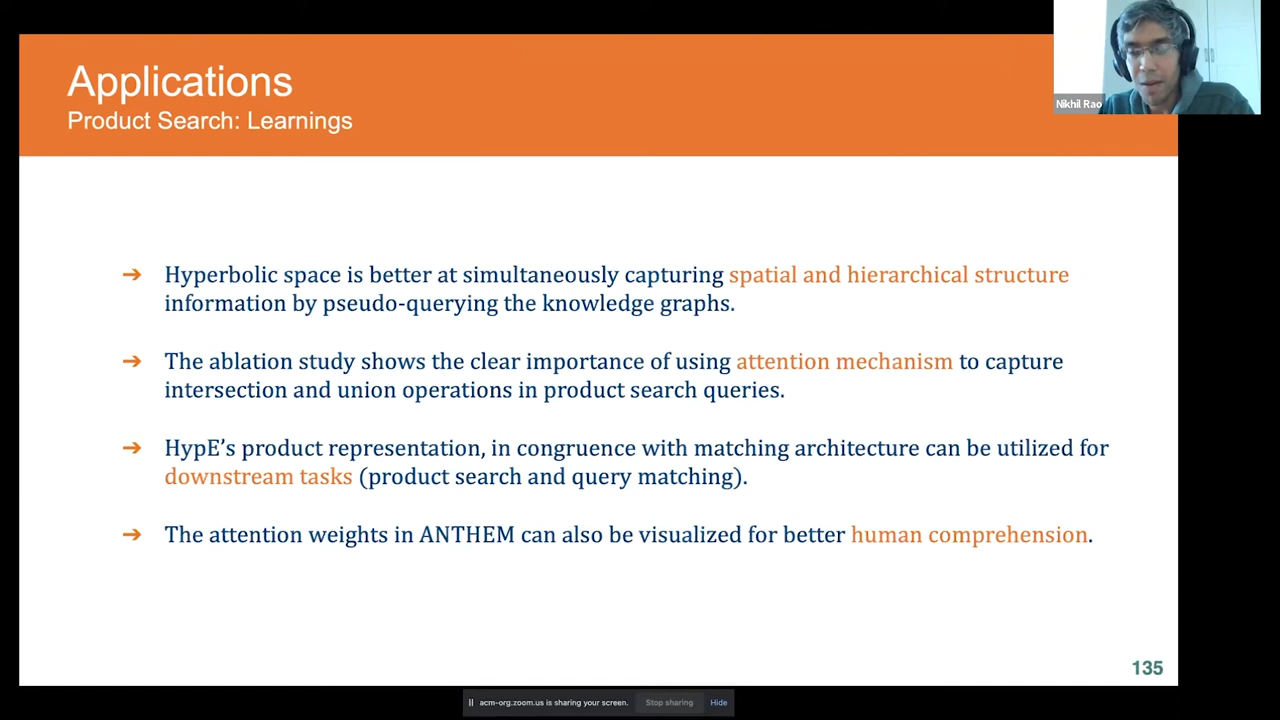 Applications
Product Search: Learnings
Nikhil Rao
➔ Hyperbolic space is better at simultaneously capturing spatial and hierarchical structure
information by pseudo-querying the knowledge graphs.
➔ The ablation study shows the clear importance of using attention mechanism to capture
intersection and union operations in product search queries.
➔ HypE’s product representation, in congruence with matching architecture can be utilized for
downstream tasks (product search and query matching).
➔ The attention weights in ANTHEM can also be visualized for better human comprehension.
135
acm-org.zoom.us is sharing your screen. Stop sharing Hide